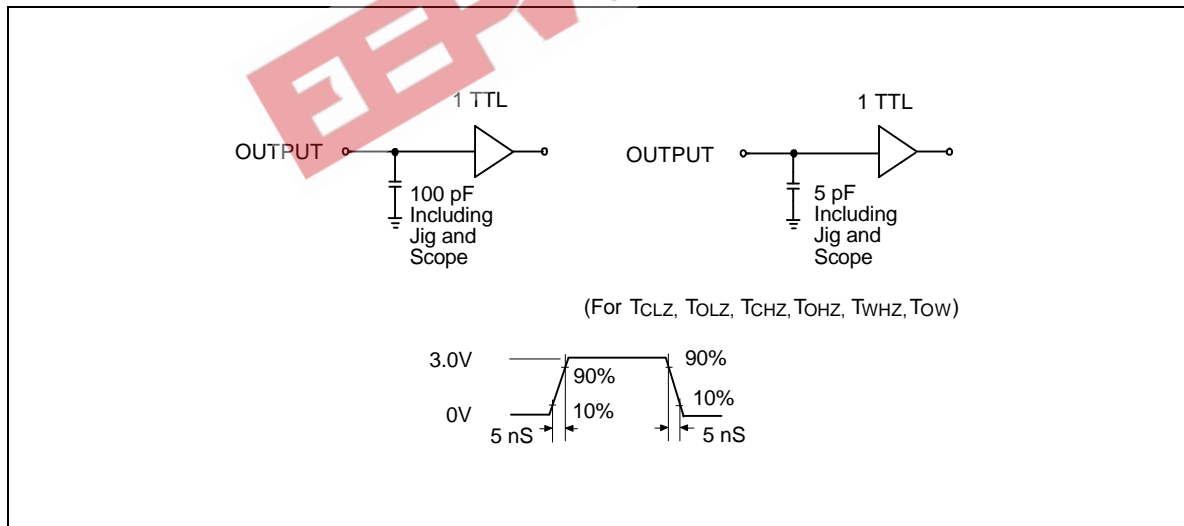 1 TTL
OUTPUT
100 pF
Including
Jig and
Scope
1 TTL
OUTPUT
5 pF
Including
Jig and
Scope
(For TCLZ, TOLZ, TCHZ, TOHZ, TWHZ, TOW)
3.0V
90%
90%
10%
10%
0V
5 nS
5 nS